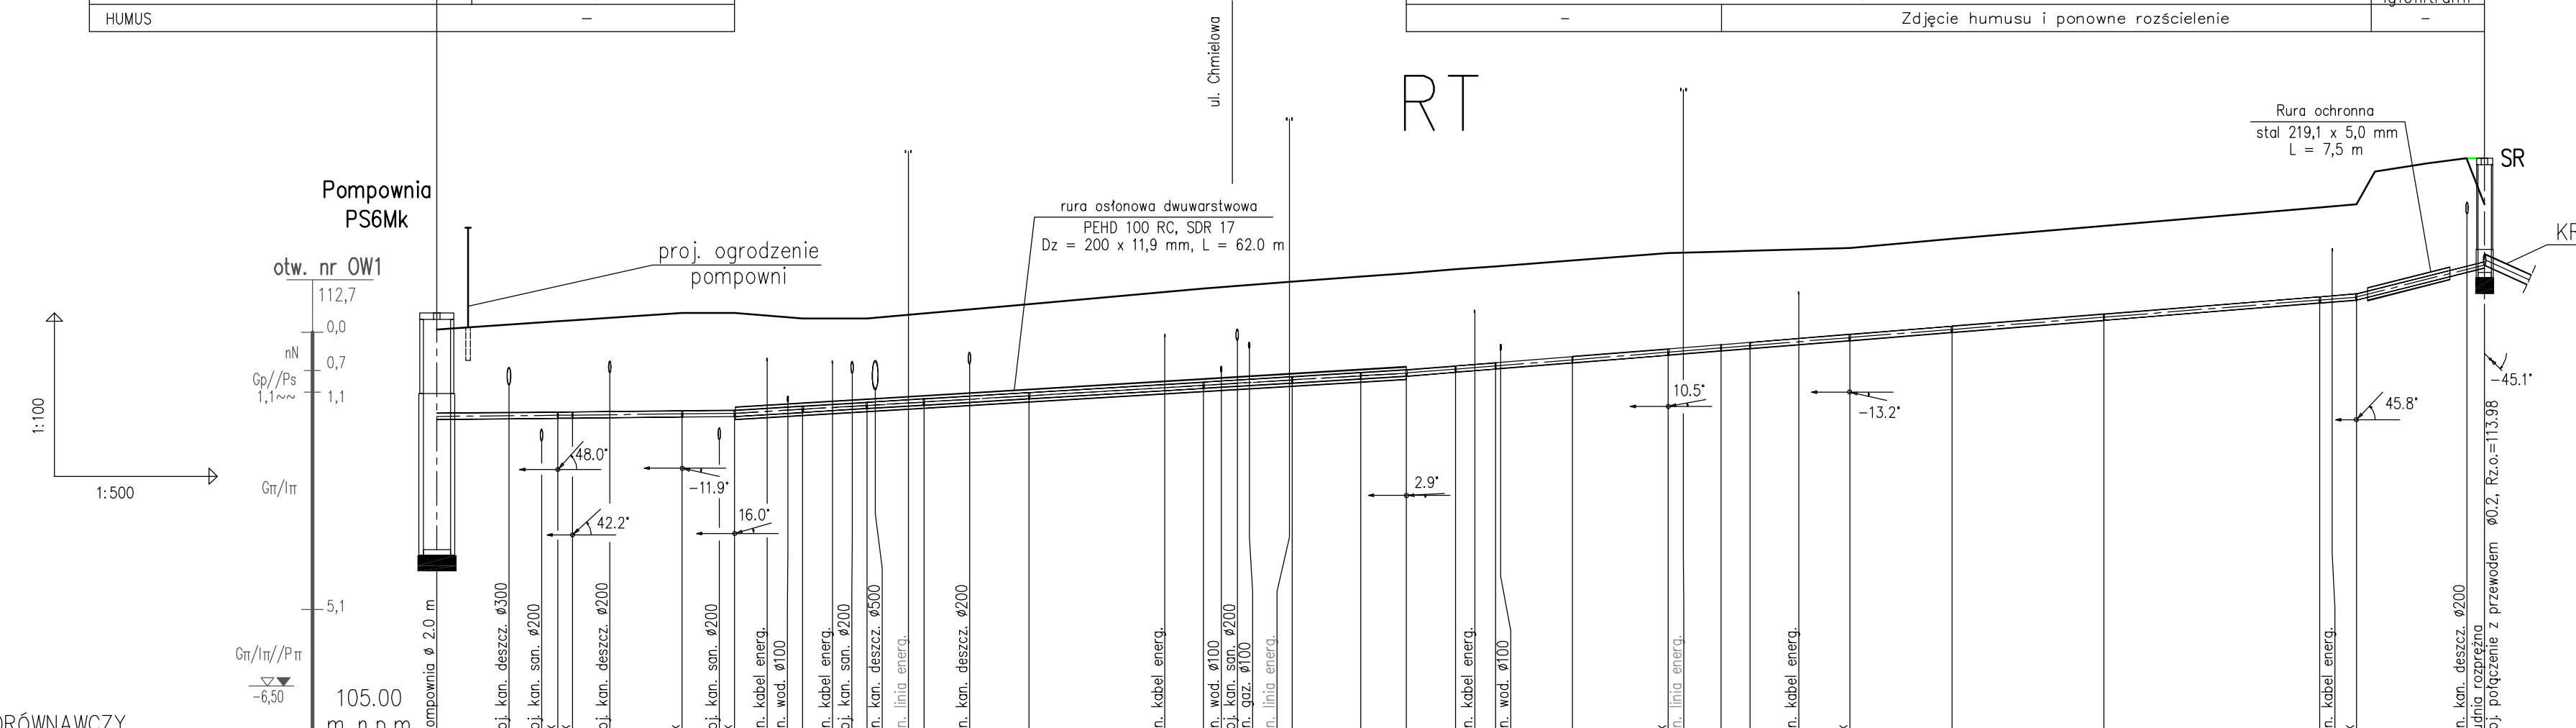 HUMUS
–
–
Zdjęcie humusu i ponowne rozścielenie
–
ul. Chmielowa
RT
Rura ochronna
stal 219,1 x 5,0 mm
L = 7,5 m
SR
Pompownia
PS6Mk
rura osłonowa dwuwarstwowa
PEHD 100 RC, SDR 17
Dz = 200 x 11,9 mm, L = 62.0 m
proj. ogrodzenie
pompowni
otw. nr OW1
112,7
0,0
nN
0,7
Gp//Ps
1,1~~
1,1
Gπ/Iπ
5,1
Gπ/Iπ//Pπ
-6,50
105.00
1:100
1:500
48.0°
42.2°
-11.9°
16.0°
2.9°
10.5°
-13.2°
45.8°
-45.1°
ø 2.0 m
kan. deszcz. ø300
kan. san. ø200
kan. deszcz. ø200
kan. san. ø200
kabel energ.
wod. ø100
kabel energ.
kan. san. ø200
kan. deszcz. ø500
linia energ.
kan. deszcz. ø200
kabel energ.
wod. ø100
kan. san. ø200
gaz. ø100
linia energ.
kabel energ.
wod. ø100
linia energ.
kabel energ.
kabel energ.
kan. deszcz. ø200
rozprężna
połączenie z przewodem ø0.2, Rz.o.=113.98